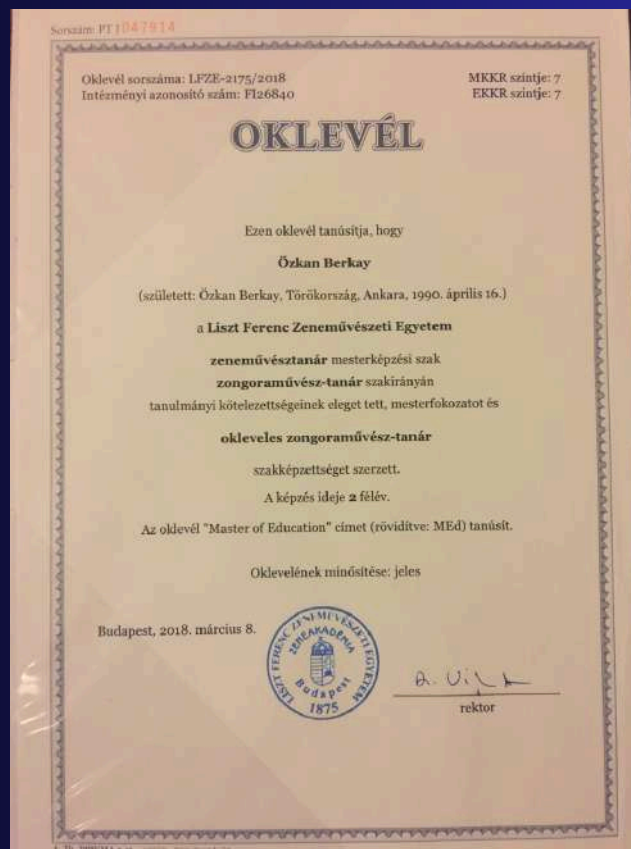 Sorszám: PT I 047914
Oklevél sorszáma: LFZE-2175/2018
MKKR szintje: 7
Intézményi azonosító szám: FI26840
EKKR szintje: 7
OKLEVÉL
Ezen oklevél tanúsítja, hogy
Özkan Berkay
(született: Özkan Berkay, Törökország, Ankara, 1990. április 16.)
a Liszt Ferenc Zeneművészeti Egyetem
zeneművésztanár mesterképzési szak
zongoraművész-tanár szakirányán
tanulmányi kötelezettségeinek eleget tett, mesterfokozatot és
okleveles zongoraművész-tanár
szakképzettséget szerzett.
A képzés ideje 2 félév.
Az oklevél "Master of Education" címet (rövidítve: MEd) tanúsít.
Oklevelének minősítése: jeles
Budapest, 2018. március 8.
LISZT FERENC ZENEMŰVÉSZETI EGYETEM
ZENEAKADÉMIA
Budapest
1875
rektor